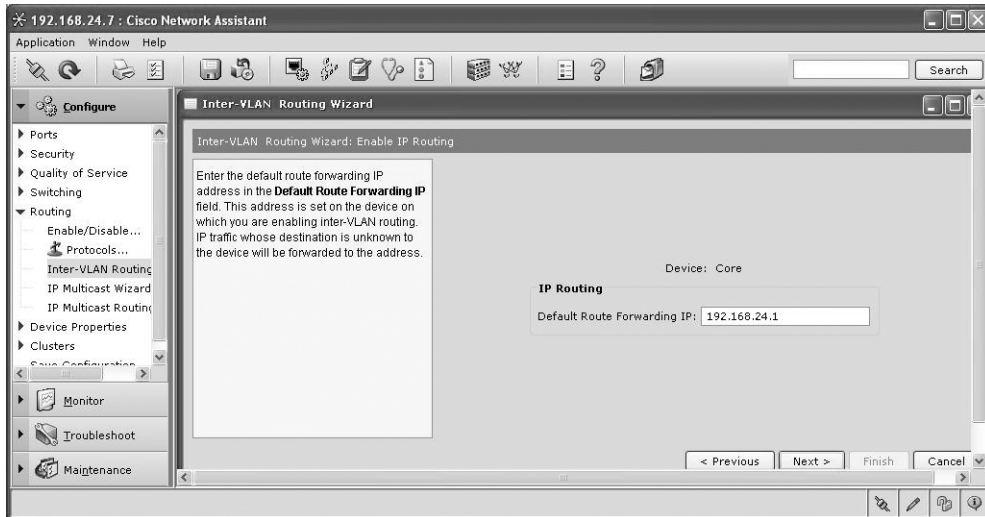 192.168.24.7 : Cisco Network Assistant
Application Window Help
Search
Configure
Ports
Security
Quality of Service
Switching
Routing
Enable/Disable...
Protocols...
Inter-VLAN Routing
IP Multicast Wizard
IP Multicast Routing
Device Properties
Clusters
Save Configuration
Monitor
Troubleshoot
Maintenance
Inter-VLAN Routing Wizard
Inter-VLAN Routing Wizard: Enable IP Routing
Enter the default route forwarding IP
address in the Default Route Forwarding IP
field. This address is set on the device on
which you are enabling inter-VLAN routing.
IP traffic whose destination is unknown to
the device will be forwarded to the address.
Device: Core
IP Routing
Default Route Forwarding IP: 192.168.24.1
< Previous Next > Finish Cancel